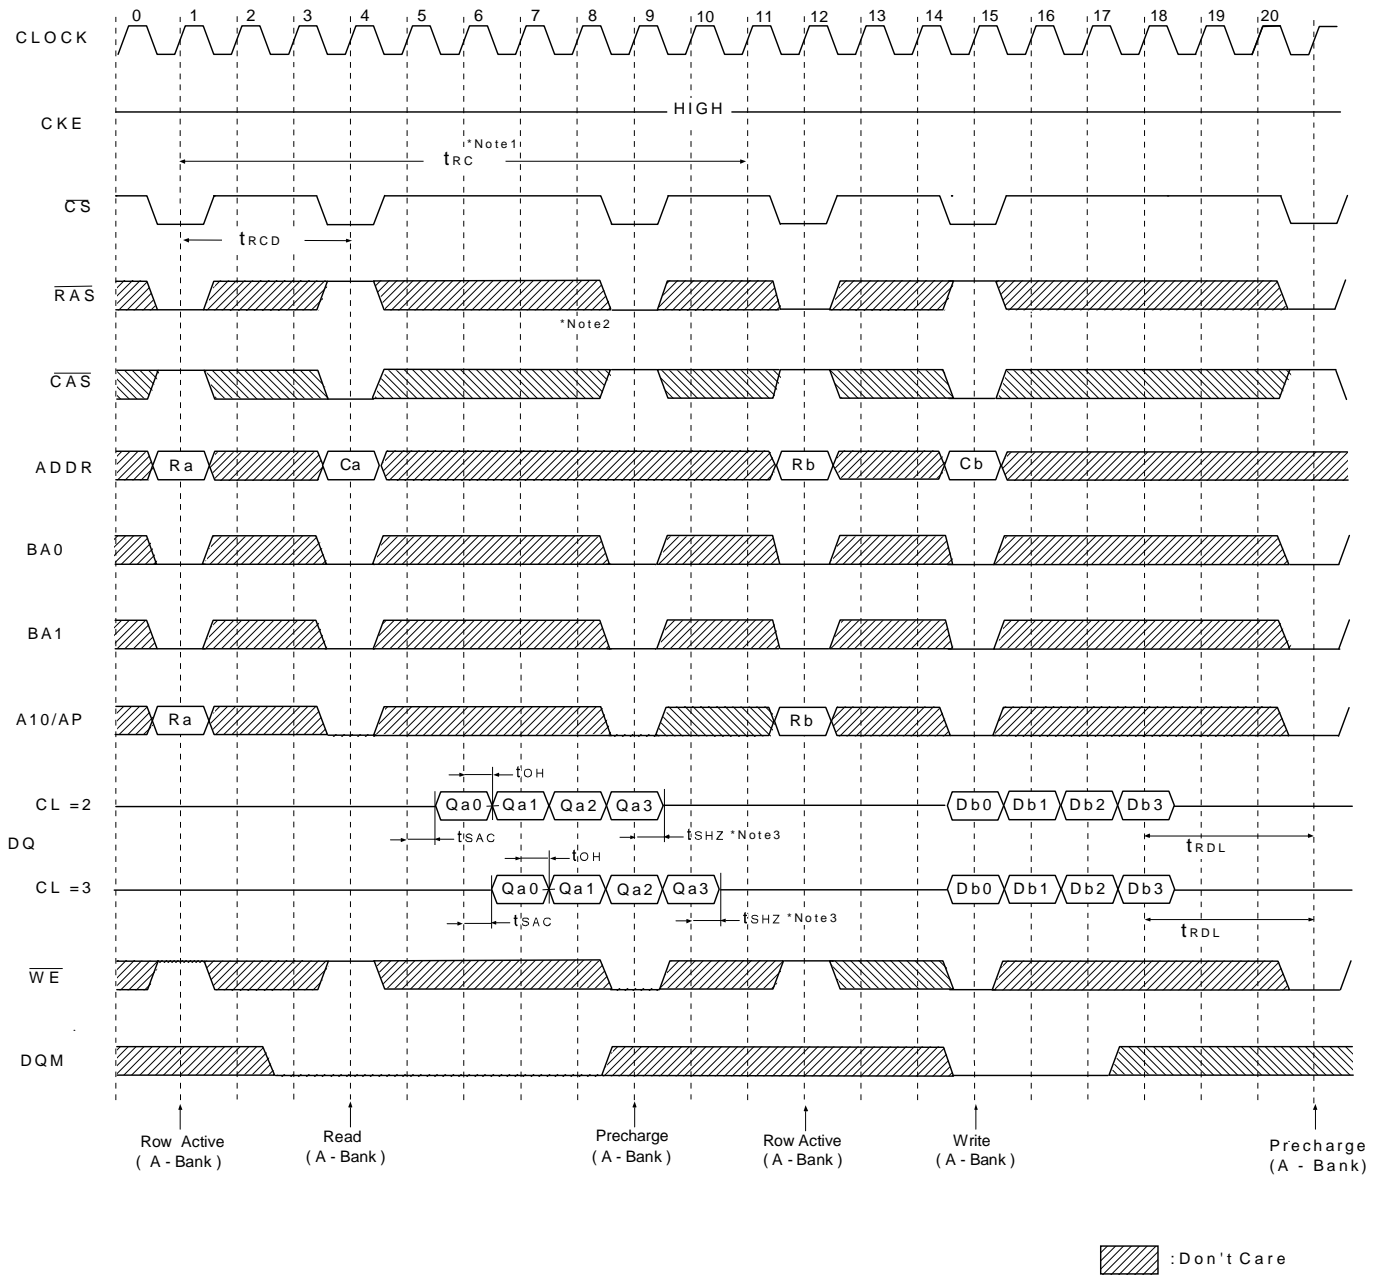 0 1 2 3 4 5 6 7 8 9 10 11 12 13 14 15 16 17 18 19 20
CLOCK
HIGH
CKE
*Note1
tRC
CS
tRCD
RAS
*Note2
CAS
ADDR Ra Ca Rb Cb
BA0
BA1
A10/AP Ra Rb
tOH
CL =2 Qa0 Qa1 Qa2 Qa3 Db0 Db1 Db2 Db3
tSAC tSHZ *Note3 tRDL
DQ
tOH
CL =3 Qa0 Qa1 Qa2 Qa3 Db0 Db1 Db2 Db3
tSAC tSHZ *Note3 tRDL
WE
DQM
Row Active
( A - Bank )
Read
( A - Bank )
Precharge
( A - Bank )
Row Active
( A - Bank )
Write
( A - Bank )
Precharge
(A - Bank)
:Don't Care